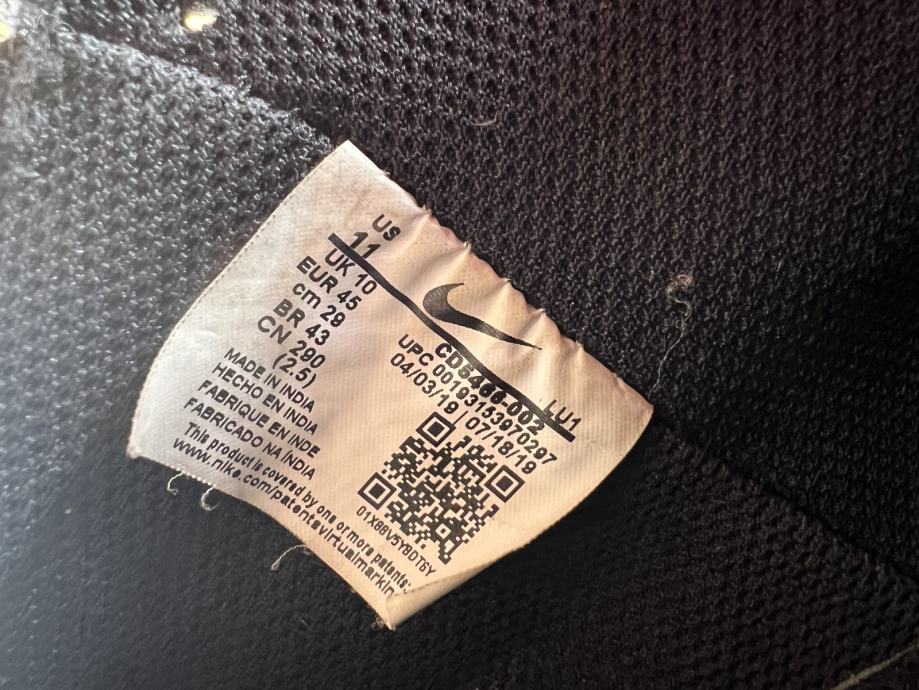 US
11
UK 10
EUR 45
cm 29
BR 43
CN 290
(2.5)
MADE IN INDIA
HECHO EN INDIA
FABRIQUE EN INDE
FABRICADO NA ÍNDIA
This product is covered by one or more patents:
www.nike.com/patentsvirtualmarkin
LU1
UPC 00193153970297
04/03/19 07/18/19
01X88V5Y8DT6Y